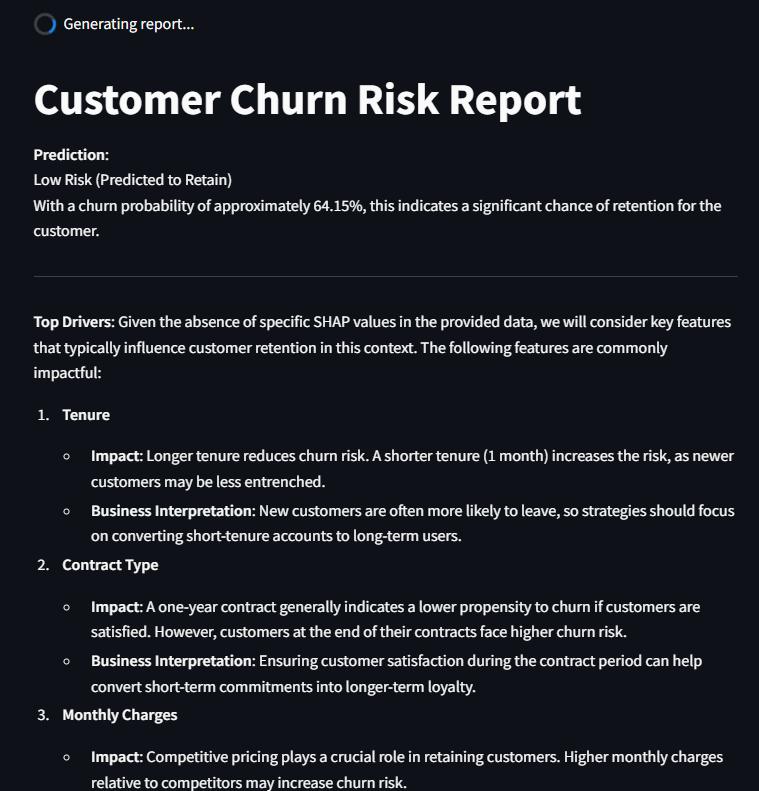 Generating report...
Customer Churn Risk Report
Prediction:
Low Risk (Predicted to Retain)
With a churn probability of approximately 64.15%, this indicates a significant chance of retention for the
customer.
Top Drivers: Given the absence of specific SHAP values in the provided data, we will consider key features
that typically influence customer retention in this context. The following features are commonly
impactful:
1. Tenure
○ Impact: Longer tenure reduces churn risk. A shorter tenure (1 month) increases the risk, as newer
customers may be less entrenched.
○ Business Interpretation: New customers are often more likely to leave, so strategies should focus
on converting short-tenure accounts to long-term users.
2. Contract Type
○ Impact: A one-year contract generally indicates a lower propensity to churn if customers are
satisfied. However, customers at the end of their contracts face higher churn risk.
○ Business Interpretation: Ensuring customer satisfaction during the contract period can help
convert short-term commitments into longer-term loyalty.
3. Monthly Charges
○ Impact: Competitive pricing plays a crucial role in retaining customers. Higher monthly charges
relative to competitors may increase churn risk.